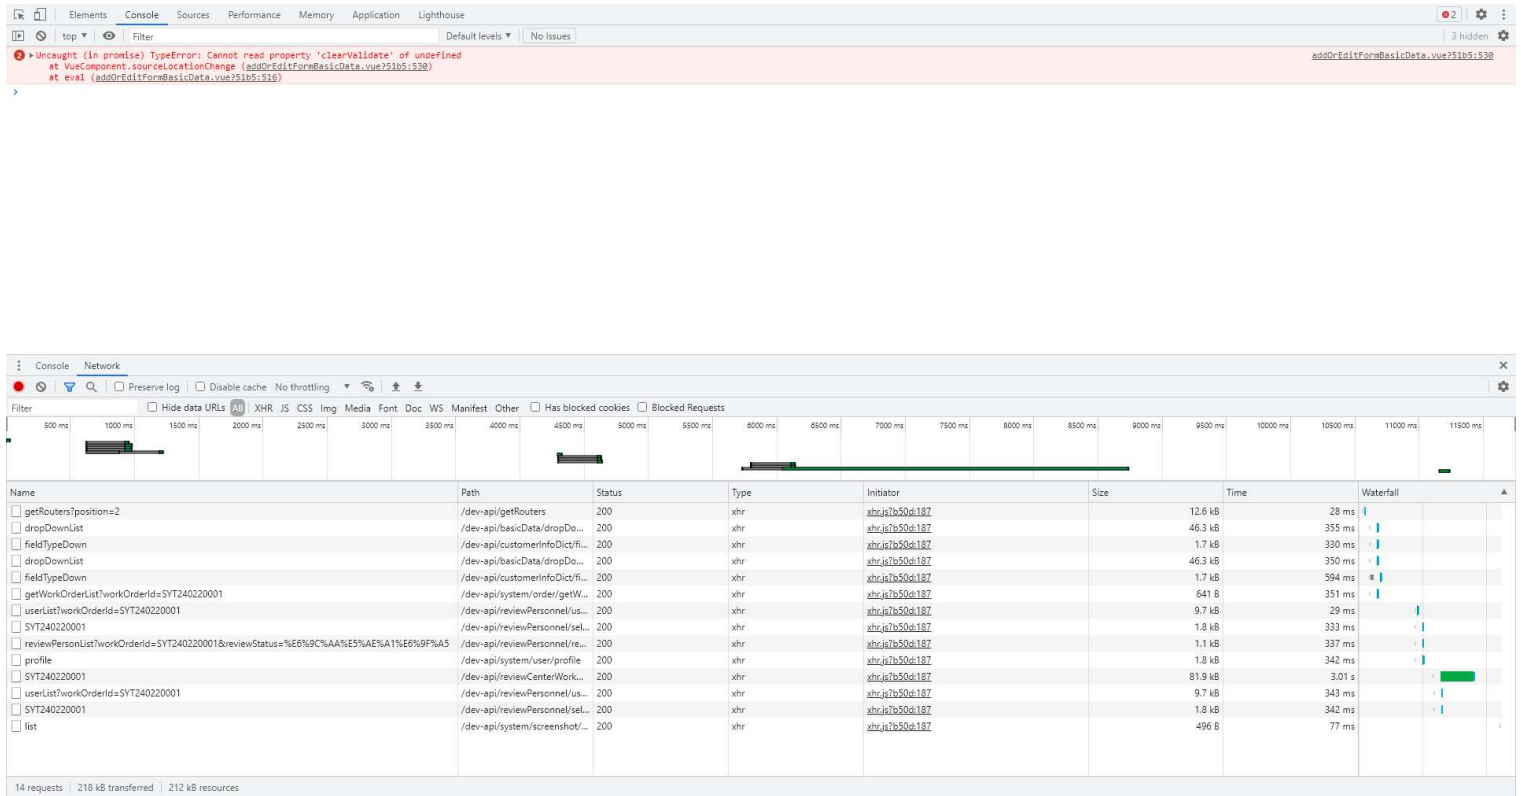 Elements Console Sources Performance Memory Application Lighthouse 2
top Filter Default levels No Issues 3 hidden
2 Uncaught (in promise) TypeError: Cannot read property 'clearValidate' of undefined addOrEditFormBasicData.vue?51b5:530
at VueComponent.sourceLocationChange (addOrEditFormBasicData.vue?51b5:530)
at eval (addOrEditFormBasicData.vue?51b5:516)
Console Network
Preserve log Disable cache No throttling
Filter Hide data URLs All XHR JS CSS Img Media Font Doc WS Manifest Other Has blocked cookies Blocked Requests
500 ms 1000 ms 1500 ms 2000 ms 2500 ms 3000 ms 3500 ms 4000 ms 4500 ms 5000 ms 5500 ms 6000 ms 6500 ms 7000 ms 7500 ms 8000 ms 8500 ms 9000 ms 9500 ms 10000 ms 10500 ms 11000 ms 11500 ms
Name Path Status Type Initiator Size Time Waterfall
getRouters?position=2 /dev-api/getRouters 200 xhr xhr.js?b50d:187 12.6 kB 28 ms
dropDownList /dev-api/basicData/dropDo... 200 xhr xhr.js?b50d:187 46.3 kB 355 ms
fieldTypeDown /dev-api/customerInfoDict/fi... 200 xhr xhr.js?b50d:187 1.7 kB 330 ms
dropDownList /dev-api/basicData/dropDo... 200 xhr xhr.js?b50d:187 46.3 kB 350 ms
fieldTypeDown /dev-api/customerInfoDict/fi... 200 xhr xhr.js?b50d:187 1.7 kB 594 ms
getWorkOrderList?workOrderId=SYT240220001 /dev-api/system/order/getW... 200 xhr xhr.js?b50d:187 641 B 351 ms
userList?workOrderId=SYT240220001 /dev-api/reviewPersonnel/us... 200 xhr xhr.js?b50d:187 9.7 kB 29 ms
SYT240220001 /dev-api/reviewPersonnel/sel... 200 xhr xhr.js?b50d:187 1.8 kB 333 ms
reviewPersonList?workOrderId=SYT240220001&reviewStatus=%E6%9C%AA%E5%AE%A1%E6%9F%A5 /dev-api/reviewPersonnel/re... 200 xhr xhr.js?b50d:187 1.1 kB 337 ms
profile /dev-api/system/user/profile 200 xhr xhr.js?b50d:187 1.8 kB 342 ms
SYT240220001 /dev-api/reviewCenterWork... 200 xhr xhr.js?b50d:187 81.9 kB 3.01 s
userList?workOrderId=SYT240220001 /dev-api/reviewPersonnel/us... 200 xhr xhr.js?b50d:187 9.7 kB 343 ms
SYT240220001 /dev-api/reviewPersonnel/sel... 200 xhr xhr.js?b50d:187 1.8 kB 342 ms
list /dev-api/system/screenshot/... 200 xhr xhr.js?b50d:187 496 B 77 ms
14 requests 218 kB transferred 212 kB resources